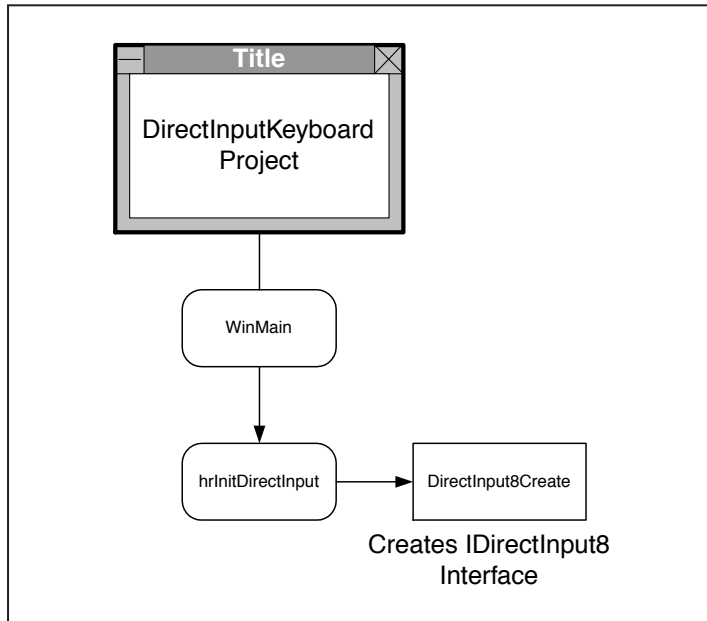 Title
DirectInputKeyboard
Project
WinMain
hrInitDirectInput
DirectInput8Create
Creates IDirectInput8
Interface